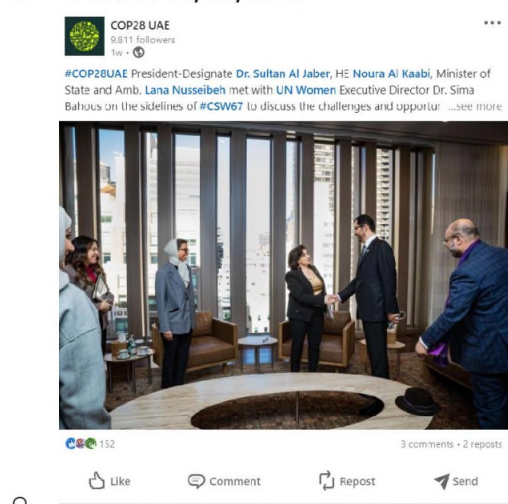 COP28 UAE
9,811 followers
1w •
#COP28UAE President-Designate Dr. Sultan Al Jaber, HE Noura Al Kaabi, Minister of
State and Amb. Lana Nusseibeh met with UN Women Executive Director Dr. Sima
Bahous on the sidelines of #CSW67 to discuss the challenges and opportur ...see more
152
3 comments • 2 reposts
Like
Comment
Repost
Send